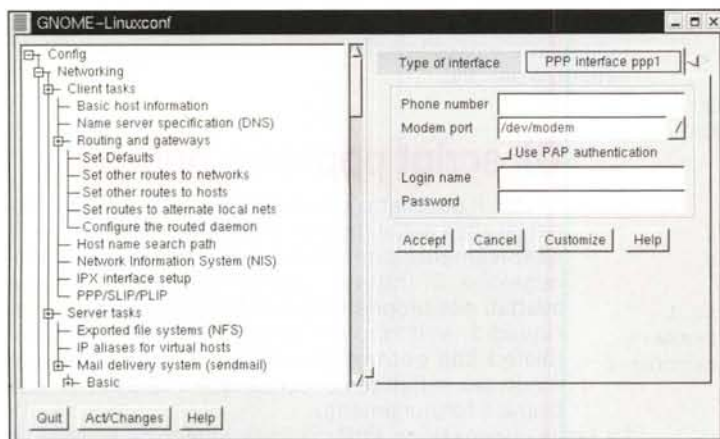 GNOME-Linuxconf
Config
Networking
Client tasks
Basic host information
Name server specification (DNS)
Routing and gateways
Set Defaults
Set other routes to networks
Set other routes to hosts
Set routes to alternate local nets
Configure the routed daemon
Host name search path
Network Information System (NIS)
IPX interface setup
PPP/SLIP/PLIP
Server tasks
Exported file systems (NFS)
IP aliases for virtual hosts
Mail delivery system (sendmail)
Basic
Type of interface PPP interface ppp1
Phone number
Modem port /dev/modem
Use PAP authentication
Login name
Password
Accept Cancel Customize Help
Quit Act/Changes Help